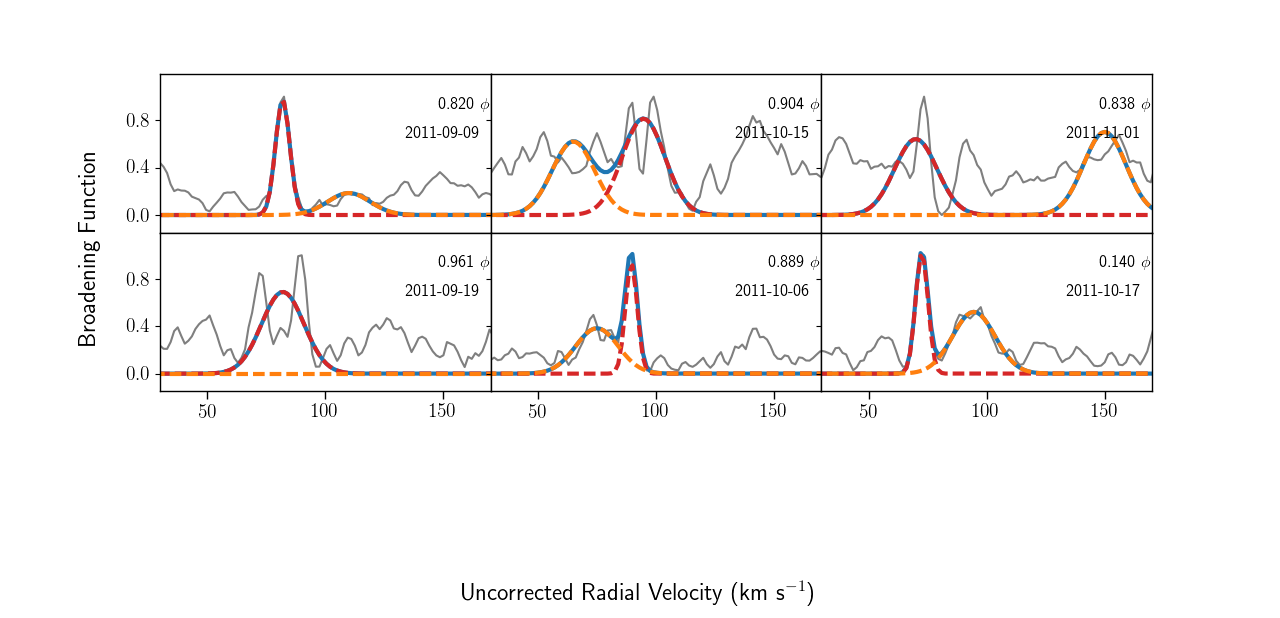 0.820 ϕ
2011-09-09
0.904 ϕ
2011-10-15
0.838 ϕ
2011-11-01
0.8
0.4
0.0
0.961 ϕ
2011-09-19
0.889 ϕ
2011-10-06
0.140 ϕ
2011-10-17
0.8
0.4
0.0
50 100 150 50 100 150 50 100 150
Broadening Function
Uncorrected Radial Velocity (km s⁻¹)